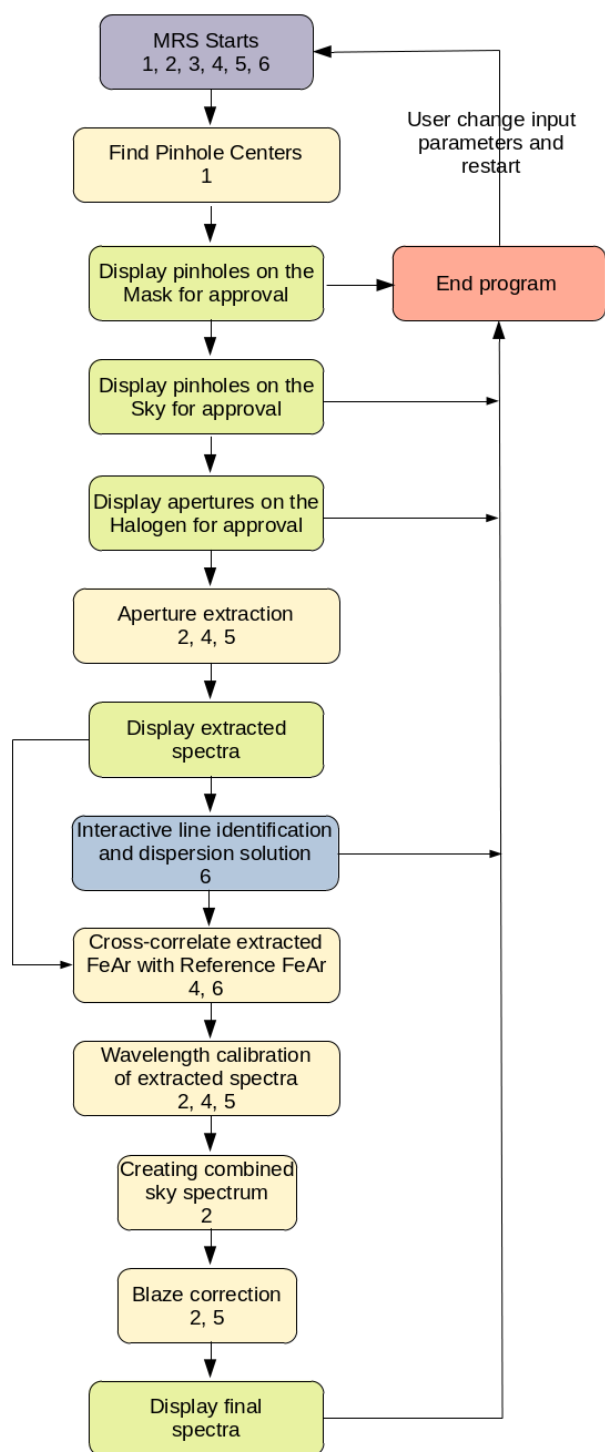 MRS Starts
1, 2, 3, 4, 5, 6
User change input
parameters and
restart
Find Pinhole Centers
1
Display pinholes on the
Mask for approval
End program
Display pinholes on the
Sky for approval
Display apertures on the
Halogen for approval
Aperture extraction
2, 4, 5
Display extracted
spectra
Interactive line identification
and dispersion solution
6
Cross-correlate extracted
FeAr with Reference FeAr
4, 6
Wavelength calibration
of extracted spectra
2, 4, 5
Creating combined
sky spectrum
2
Blaze correction
2, 5
Display final
spectra